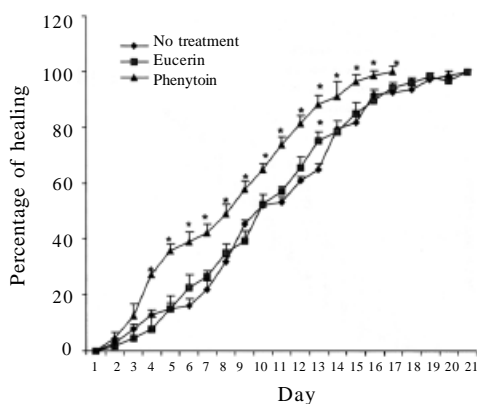 120
100
80
60
40
20
0
Percentage of healing
No treatment
Eucerin
Phenytoin
* * * * * * * * * * * * * * *
1 2 3 4 5 6 7 8 9 10 11 12 13 14 15 16 17 18 19 20 21
Day